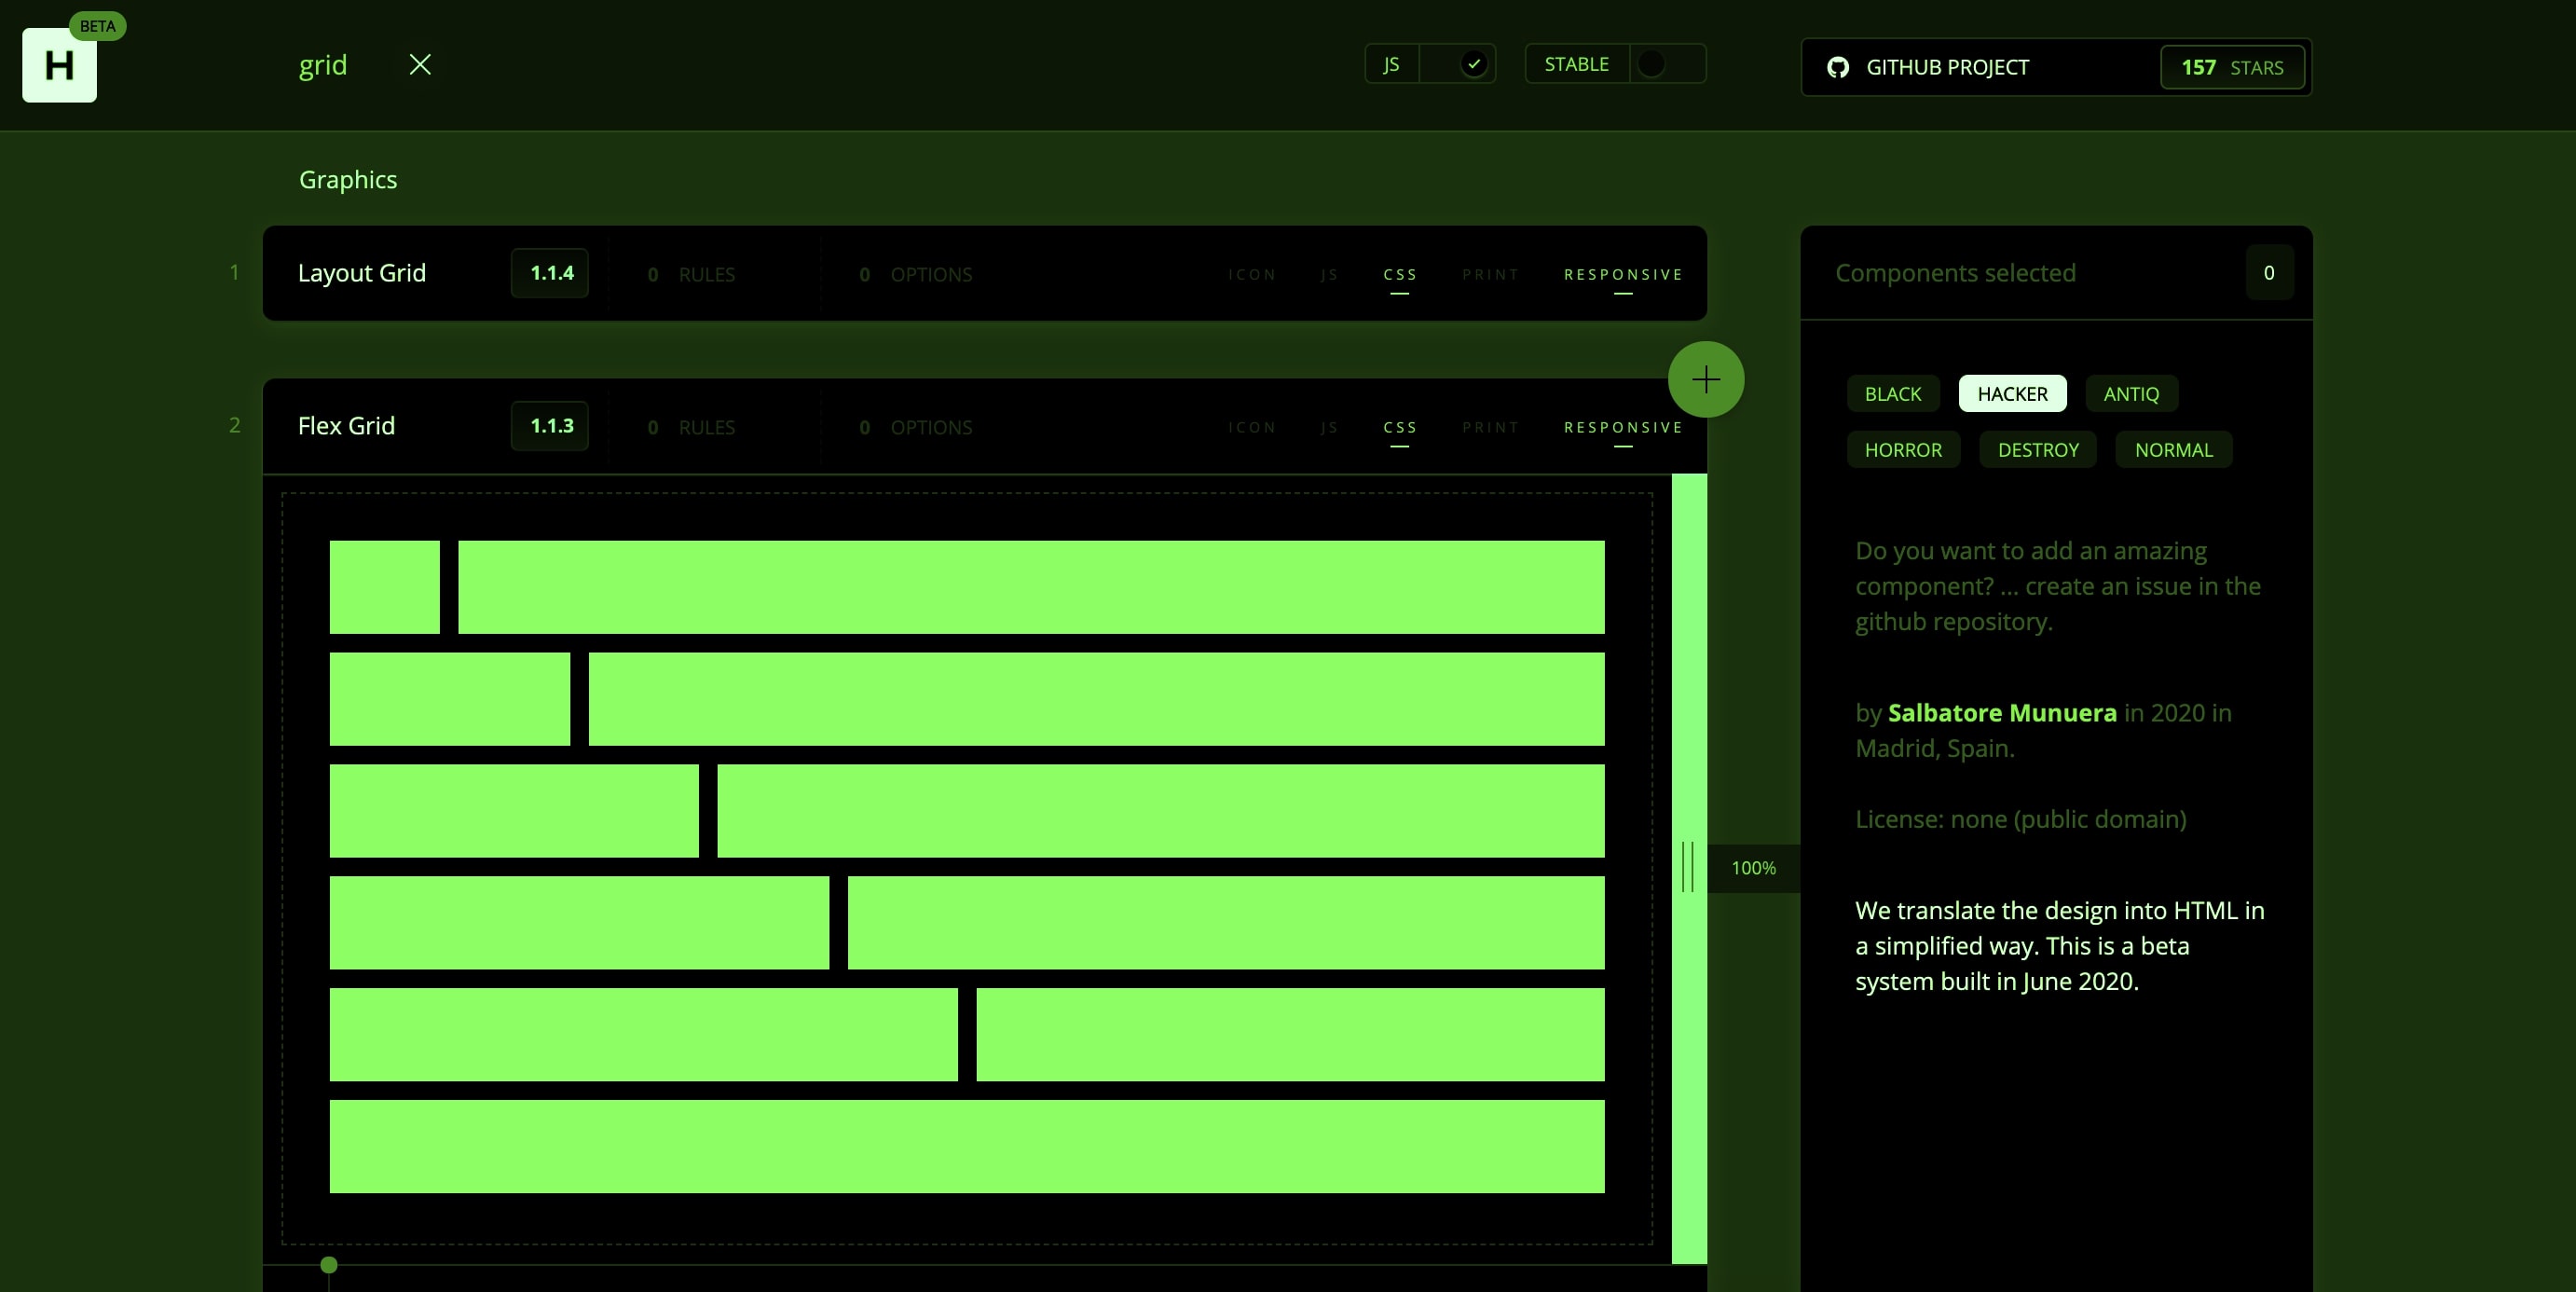 BETA
H
grid
JS
STABLE
GITHUB PROJECT
157 STARS
Graphics
1
Layout Grid
1.1.4
0 RULES
0 OPTIONS
ICON
JS
CSS
PRINT
RESPONSIVE
2
Flex Grid
1.1.3
0 RULES
0 OPTIONS
ICON
JS
CSS
PRINT
RESPONSIVE
100%
Components selected
0
BLACK
HACKER
ANTIQ
HORROR
DESTROY
NORMAL
Do you want to add an amazing
component? ... create an issue in the
github repository.
by Salbatore Munuera in 2020 in
Madrid, Spain.
License: none (public domain)
We translate the design into HTML in
a simplified way. This is a beta
system built in June 2020.